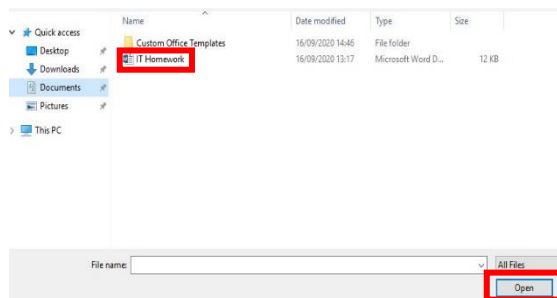 Name Date modified Type Size
Quick access
Custom Office Templates 16/09/2020 14:46 File folder
Desktop
IT Homework 16/09/2020 13:17 Microsoft Word D... 12 KB
Downloads
Documents
Pictures
This PC
File name: All Files
Open